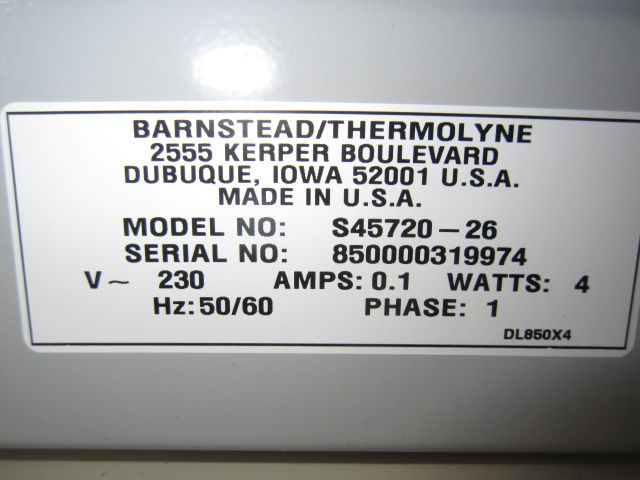 BARNSTEAD/THERMOLYNE
2555 KERPER BOULEVARD
DUBUQUE, IOWA 52001 U.S.A.
MADE IN U.S.A.
MODEL NO: S45720-26
SERIAL NO: 850000319974
V~ 230 AMPS: 0.1 WATTS: 4
Hz: 50/60 PHASE: 1
DL850X4